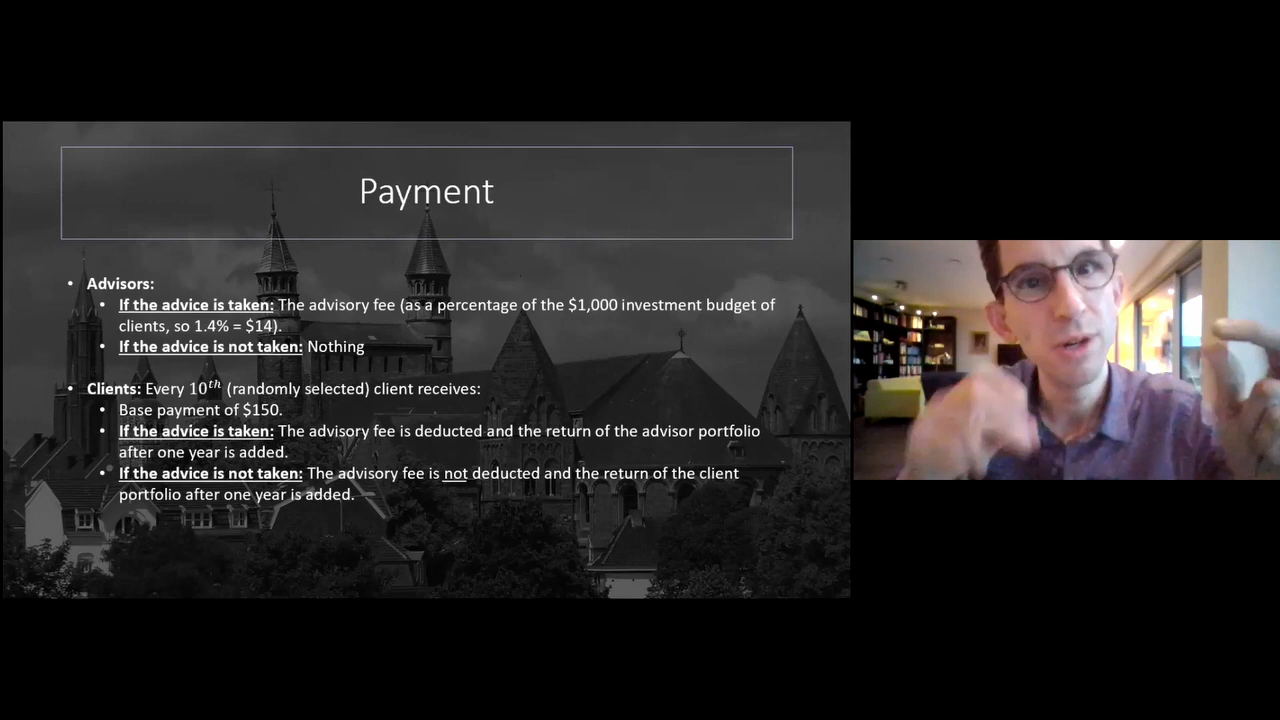 Payment
• Advisors:
• If the advice is taken: The advisory fee (as a percentage of the $1,000 investment budget of
clients, so 1.4% = $14).
• If the advice is not taken: Nothing
• Clients: Every 10th (randomly selected) client receives:
• Base payment of $150.
• If the advice is taken: The advisory fee is deducted and the return of the advisor portfolio
after one year is added.
• If the advice is not taken: The advisory fee is not deducted and the return of the client
portfolio after one year is added.